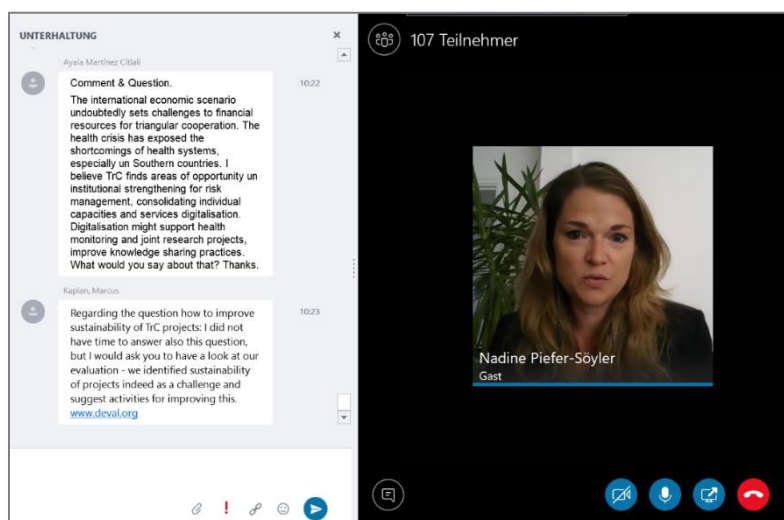 UNTERHALTUNG
Ayala Martínez Citlali
Comment & Question.
10:22
The international economic scenario
undoubtedly sets challenges to financial
resources for triangular cooperation. The
health crisis has exposed the
shortcomings of health systems,
especially un Southern countries. I
believe TrC finds areas of opportunity un
institutional strengthening for risk
management, consolidating individual
capacities and services digitalisation.
Digitalisation might support health
monitoring and joint research projects,
improve knowledge sharing practices.
What would you say about that? Thanks.
Kaplan, Marcus
Regarding the question how to improve
10:23
sustainability of TrC projects: I did not
have time to answer also this question,
but I would ask you to have a look at our
evaluation - we identified sustainability
of projects indeed as a challenge and
suggest activities for improving this.
www.deval.org
107 Teilnehmer
Nadine Piefer-Söyler
Gast